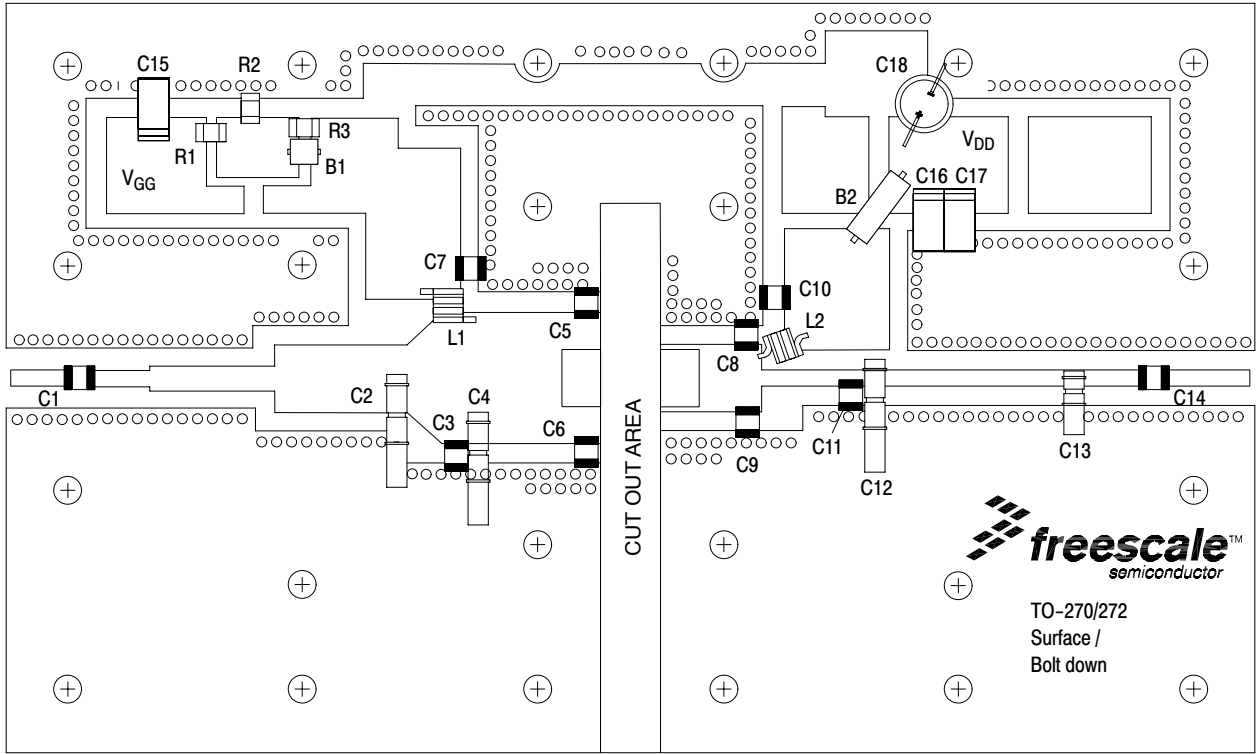 C15
R2
C18
R1
R3
B1
VGG
VDD
C16 C17
B2
C7
C10
L1
C5
L2
C8
C1
C2
C4
C3
C6
C9
C11
C12
C13
C14
CUT OUT AREA
freescale™
semiconductor
TO-270/272
Surface /
Bolt down